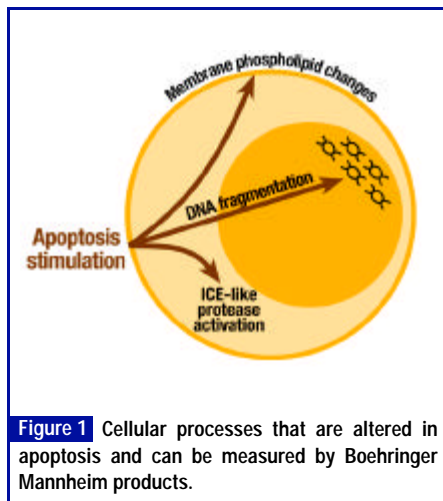 Membrane phospholipid changes
DNA fragmentation
Apoptosis
stimulation
ICE-like
protease
activation
Figure 1 Cellular processes that are altered in
apoptosis and can be measured by Boehringer
Mannheim products.